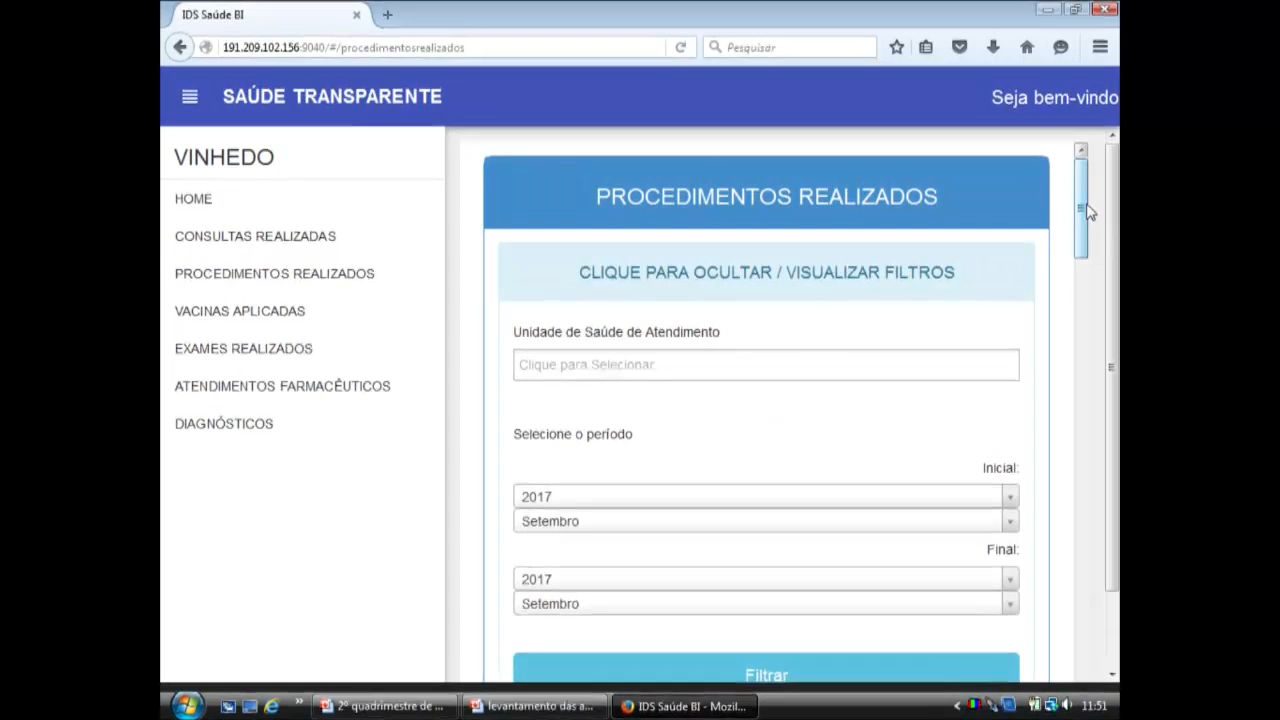 IDS Saúde BI
191.209.102.156:9040/#/procedimentosrealizados
Pesquisar
SAÚDE TRANSPARENTE
Seja bem-vindo
VINHEDO
HOME
CONSULTAS REALIZADAS
PROCEDIMENTOS REALIZADOS
VACINAS APLICADAS
EXAMES REALIZADOS
ATENDIMENTOS FARMACÊUTICOS
DIAGNÓSTICOS
PROCEDIMENTOS REALIZADOS
CLIQUE PARA OCULTAR / VISUALIZAR FILTROS
Unidade de Saúde de Atendimento
Clique para Selecionar
Selecione o período
Inicial:
2017
Setembro
Final:
2017
Setembro
Filtrar
2º quadrimestre de ...
levantamento das a...
IDS Saúde BI - Mozil...
11:51